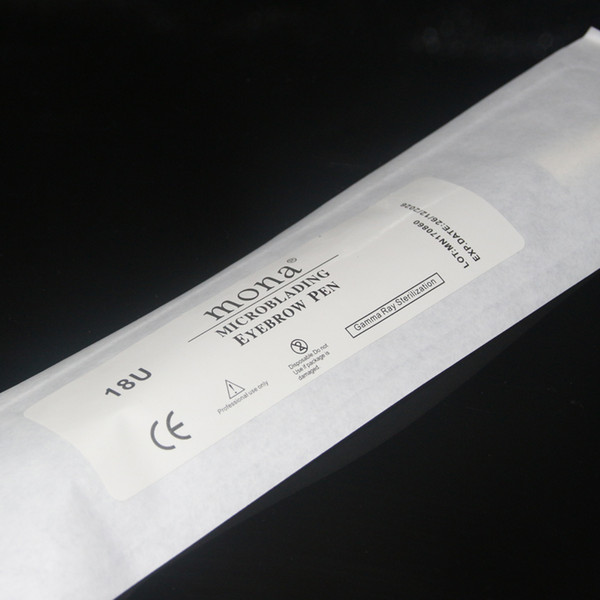 mona®
MICROBLADING
EYEBROW PEN
18U
CE
Professional use only
Disposable.Do not
Use if package is
damaged
Gamma Ray Sterilization
LOT:MN170860
EXP.DATE:26/12/2020